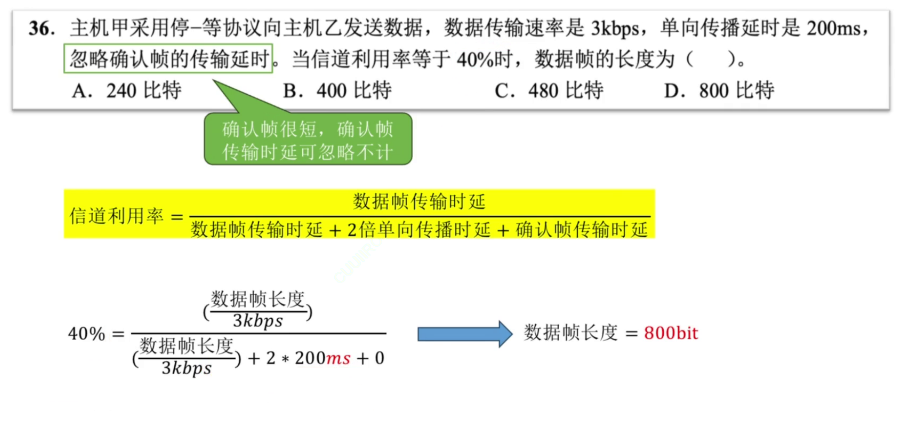 36. 主机甲采用停-等协议向主机乙发送数据，数据传输速率是 3kbps，单向传播延时是 200ms，
忽略确认帧的传输延时。当信道利用率等于 40%时，数据帧的长度为（ ）。
A. 240 比特 B. 400 比特 C. 480 比特 D. 800 比特
确认帧很短，确认帧
传输时延可忽略不计
数据帧传输时延
信道利用率 =
数据帧传输时延 + 2倍单向传播时延 + 确认帧传输时延
(数据帧长度
3kbps)
40% =
(数据帧长度
3kbps) + 2 * 200ms + 0
数据帧长度 = 800bit